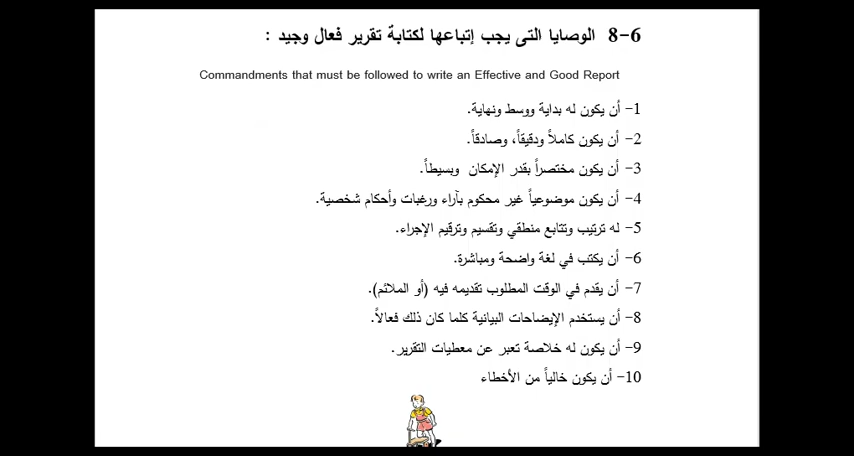 6-8 الوصايا التى يجب إتباعها لكتابة تقرير فعال وجيد :
Commandments that must be followed to write an Effective and Good Report
1- أن يكون له بداية ووسط ونهاية.
2- أن يكون كاملاً ودقيقاً، وصادقاً.
3- أن يكون مختصراً بقدر الإمكان وبسيطاً.
4- أن يكون موضوعياً غير محكوم بآراء ورغبات وأحكام شخصية.
5- له ترتيب وتتابع منطقي وتقسيم وترقيم الإجراء.
6- أن يكتب في لغة واضحة ومباشرة.
7- أن يقدم في الوقت المطلوب تقديمه فيه (أو الملائم).
8- أن يستخدم الإيضاحات البيانية كلما كان ذلك فعالاً.
9- أن يكون له خلاصة تعبر عن معطيات التقرير.
10- أن يكون خالياً من الأخطاء